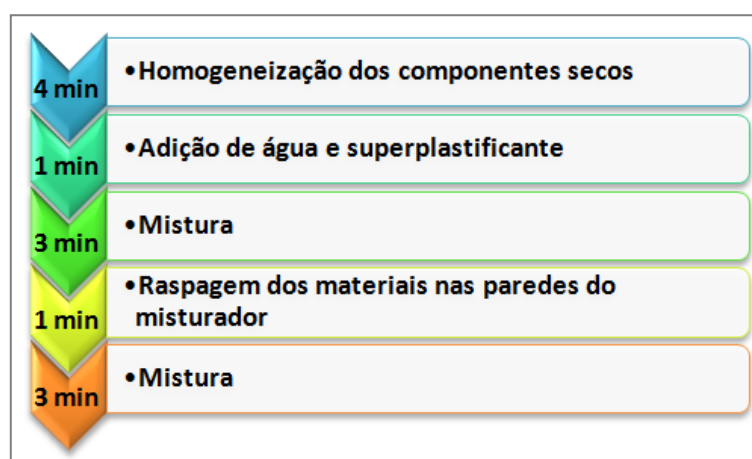 4 min
•Homogeneização dos componentes secos
1 min
•Adição de água e superplastificante
3 min
•Mistura
1 min
•Raspagem dos materiais nas paredes do
misturador
3 min
•Mistura